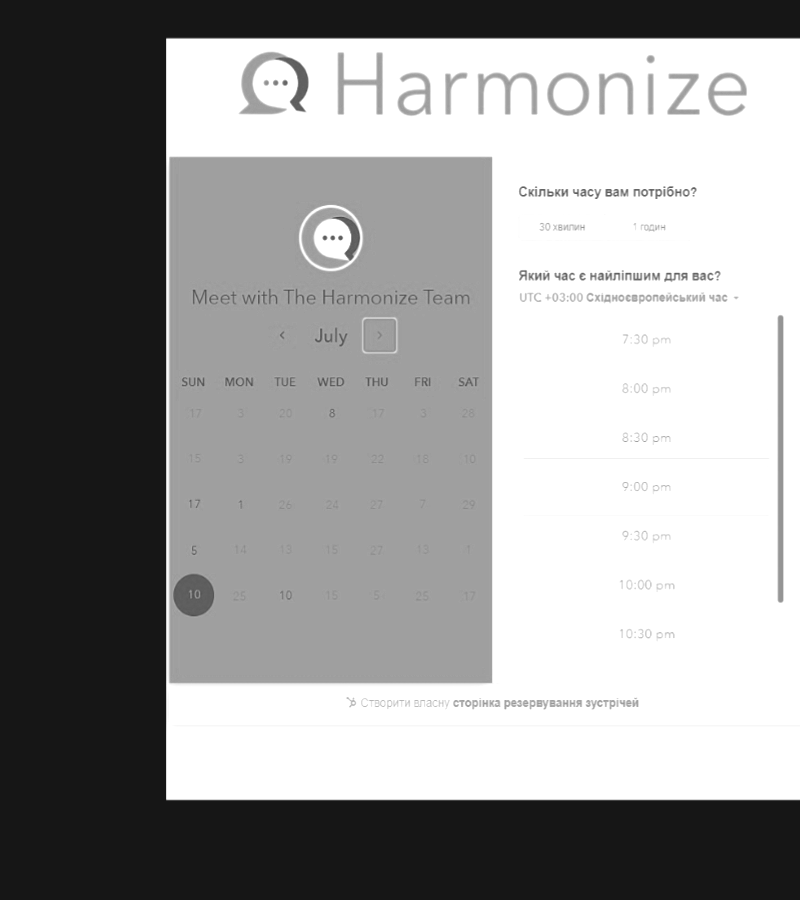 Harmonize
Meet with The Harmonize Team
July
SUN MON TUE WED THU FRI SAT
17 3 20 8 17 3 28
15 3 19 19 22 18 10
17 1 26 24 27 7 29
5 14 13 15 27 13 1
10 25 10 15 5 25 17
Скільки часу вам потрібно?
30 хвилин 1 годин
Який час є найліпшим для вас?
UTC +03:00 Східноєвропейський час
7:30 pm
8:00 pm
8:30 pm
9:00 pm
9:30 pm
10:00 pm
10:30 pm
Створити власну сторінка резервування зустрічей